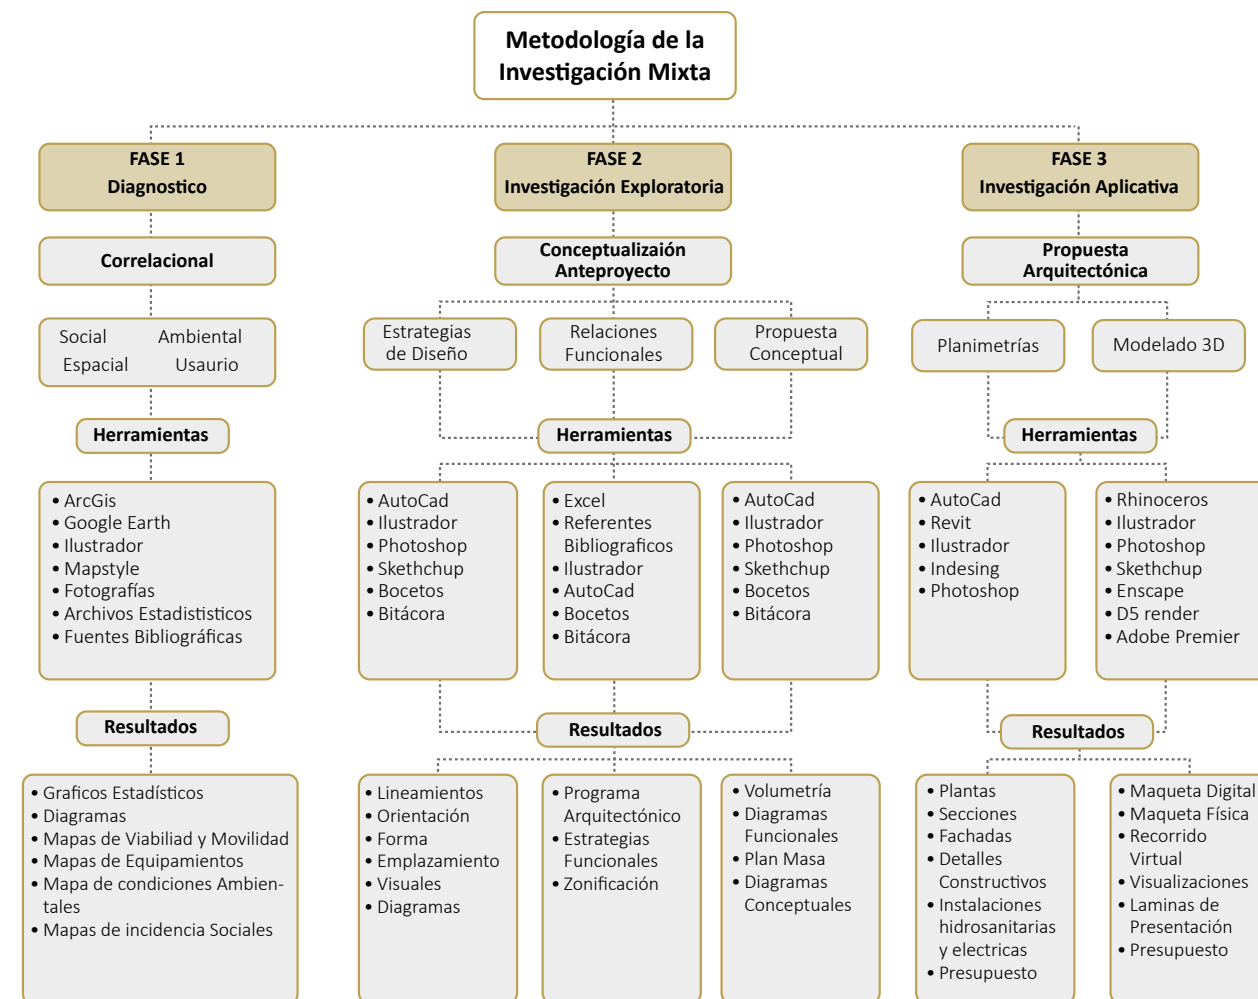 Metodología de la
Investigación Mixta
FASE 1
Diagnostico
Correlacional
Social Ambiental
Espacial Usaurio
Herramientas
• ArcGis
• Google Earth
• Ilustrador
• Mapstyle
• Fotografías
• Archivos Estadististicos
• Fuentes Bibliográficas
Resultados
• Graficos Estadísticos
• Diagramas
• Mapas de Viabiliad y Movilidad
• Mapas de Equipamientos
• Mapa de condiciones Ambien-
tales
• Mapas de incidencia Sociales
FASE 2
Investigación Exploratoria
Conceptualizaión
Anteproyecto
Estrategias
de Diseño
Relaciones
Funcionales
Propuesta
Conceptual
Herramientas
• AutoCad
• Ilustrador
• Photoshop
• Skethchup
• Bocetos
• Bitácora
• Excel
• Referentes
Bibliograficos
• Ilustrador
• AutoCad
• Bocetos
• Bitácora
• AutoCad
• Ilustrador
• Photoshop
• Skethchup
• Bocetos
• Bitácora
Resultados
• Lineamientos
• Orientación
• Forma
• Emplazamiento
• Visuales
• Diagramas
• Programa
Arquitectónico
• Estrategias
Funcionales
• Zonificación
• Volumetría
• Diagramas
Funcionales
• Plan Masa
• Diagramas
Conceptuales
FASE 3
Investigación Aplicativa
Propuesta
Arquitectónica
Planimetrías
Modelado 3D
Herramientas
• AutoCad
• Revit
• Ilustrador
• Indesing
• Photoshop
• Rhinoceros
• Ilustrador
• Photoshop
• Skethchup
• Enscape
• D5 render
• Adobe Premier
Resultados
• Plantas
• Secciones
• Fachadas
• Detalles
Constructivos
• Instalaciones
hidrosanitarias
y electricas
• Presupuesto
• Maqueta Digital
• Maqueta Física
• Recorrido
Virtual
• Visualizaciones
• Laminas de
Presentación
• Presupuesto